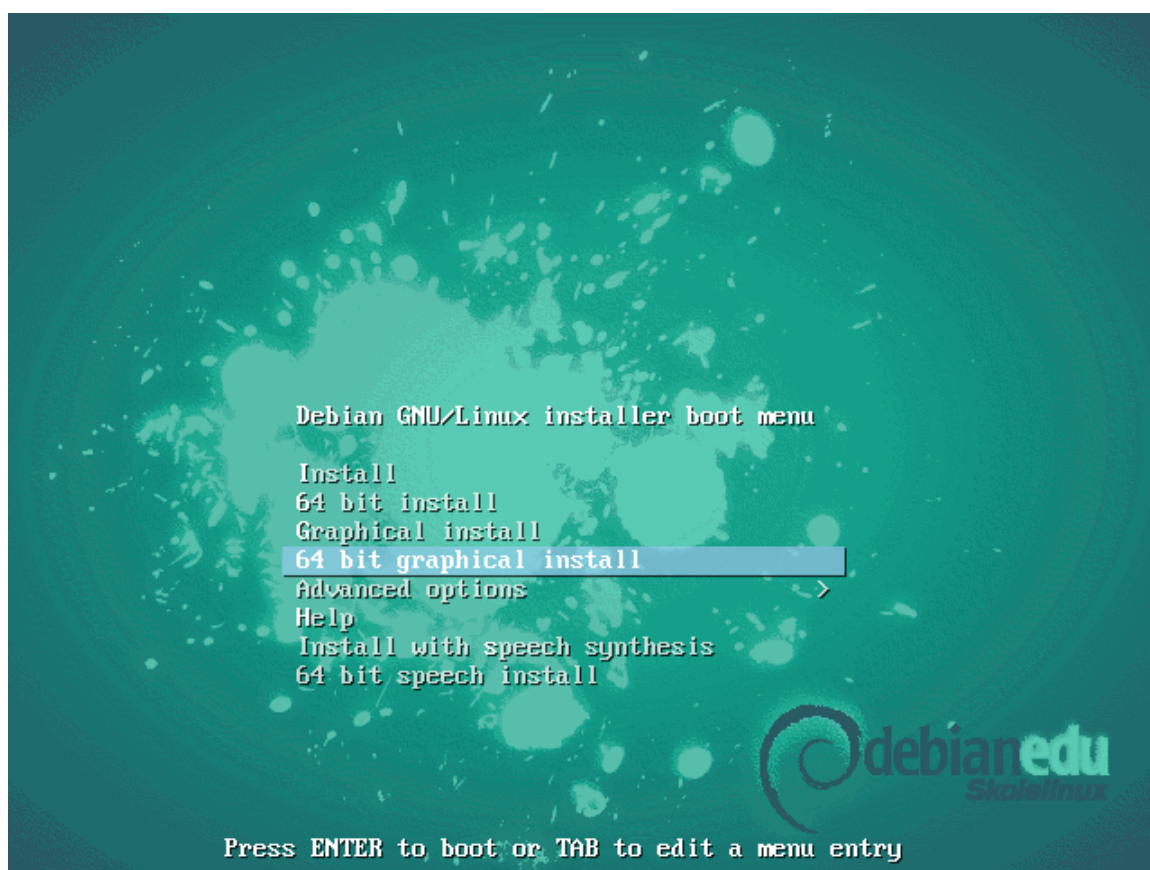 Debian GNU/Linux installer boot menu
Install
64 bit install
Graphical install
64 bit graphical install
Advanced options >
Help
Install with speech synthesis
64 bit speech install
debianedu
Skolelinux
Press ENTER to boot or TAB to edit a menu entry